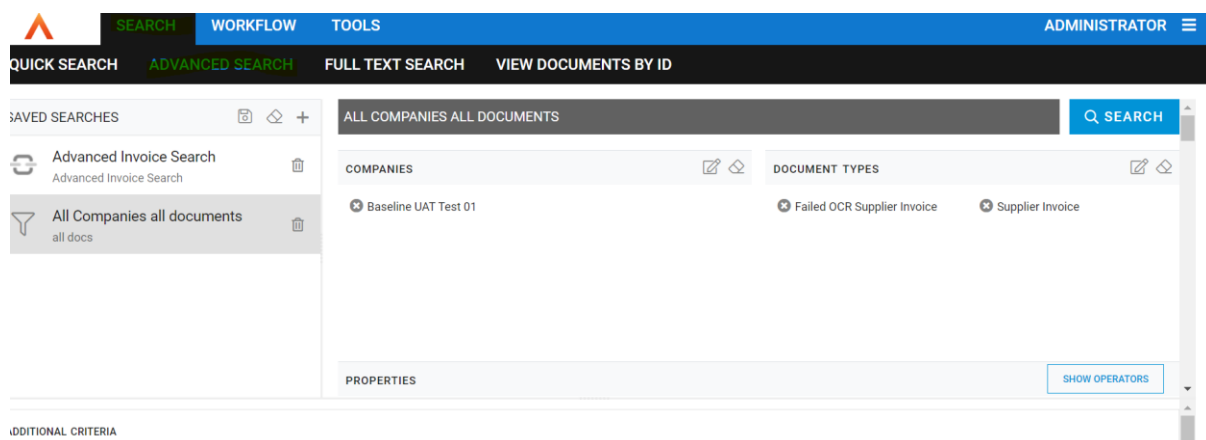 SEARCH WORKFLOW TOOLS ADMINISTRATOR
QUICK SEARCH ADVANCED SEARCH FULL TEXT SEARCH VIEW DOCUMENTS BY ID
SAVED SEARCHES
Advanced Invoice Search
Advanced Invoice Search
All Companies all documents
all docs
ALL COMPANIES ALL DOCUMENTS SEARCH
COMPANIES
Baseline UAT Test 01
DOCUMENT TYPES
Failed OCR Supplier Invoice Supplier Invoice
PROPERTIES SHOW OPERATORS
ADDITIONAL CRITERIA